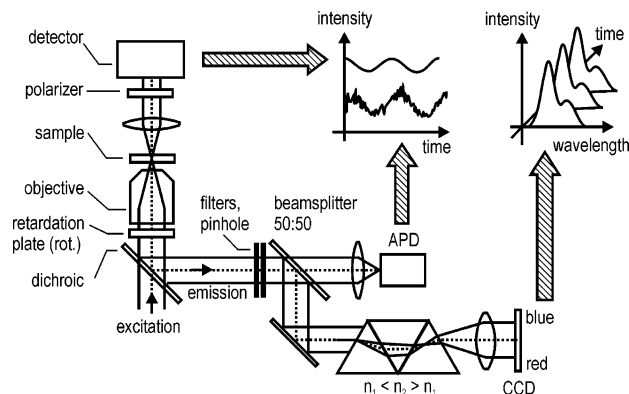 detector
polarizer
sample
objective
retardation
plate (rot.)
dichroic
excitation
emission
filters,
pinhole
beamsplitter
50:50
APD
intensity
time
intensity
time
wavelength
blue
red
CCD
n₁ < n₂ > n₁